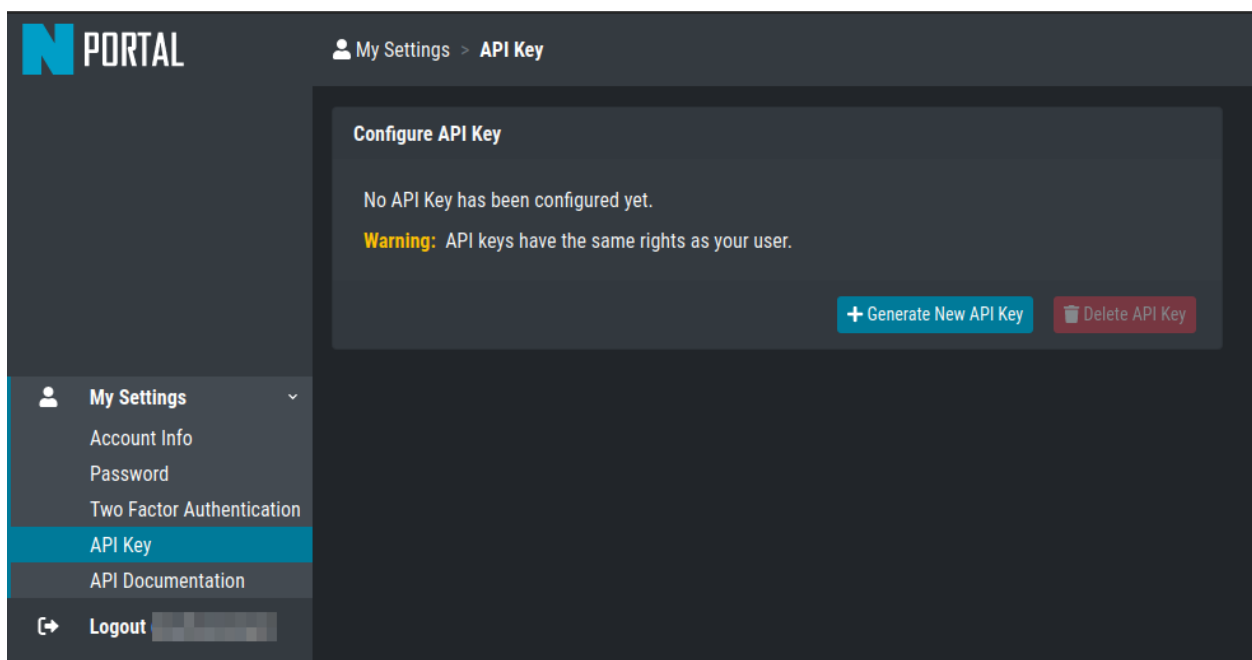 N PORTAL
My Settings > API Key
Configure API Key
No API Key has been configured yet.
Warning: API keys have the same rights as your user.
+ Generate New API Key
Delete API Key
My Settings
Account Info
Password
Two Factor Authentication
API Key
API Documentation
Logout